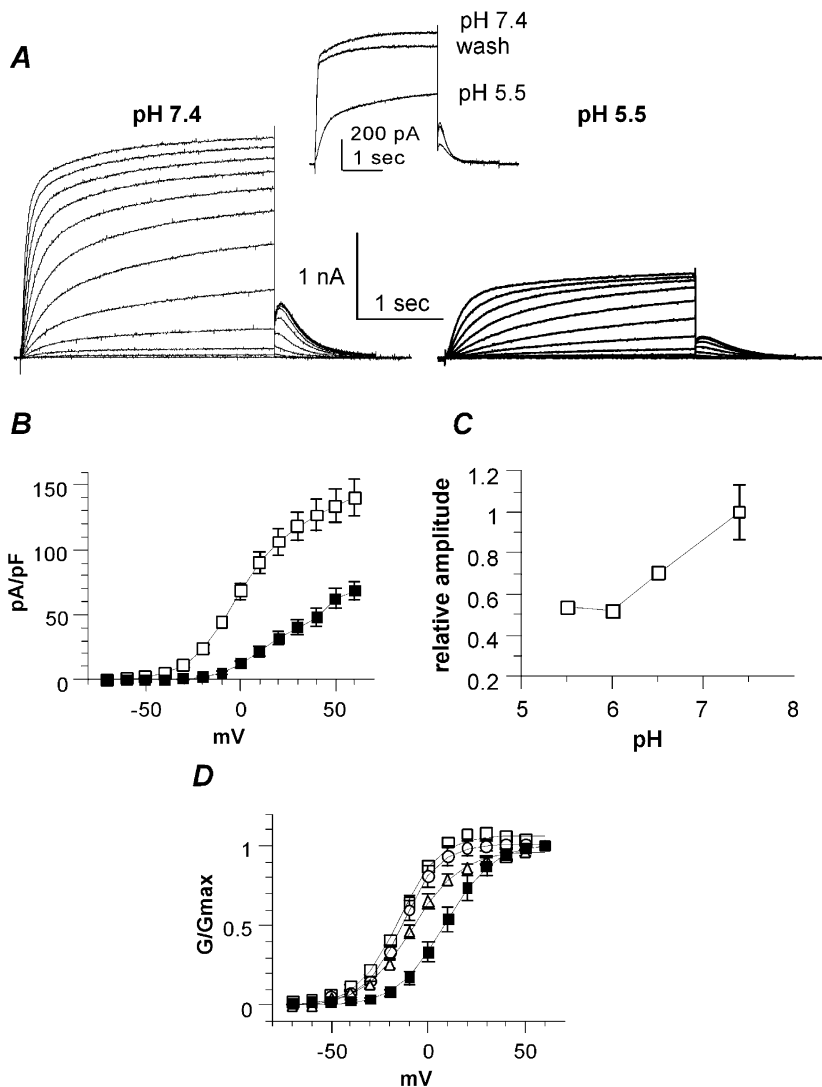 A
pH 7.4
wash
pH 5.5
pH 7.4
pH 5.5
200 pA
1 sec
1 nA
1 sec
B
C
150
100
50
0
pA/pF
-50
0
50
mV
1.2
1
0.8
0.6
0.4
0.2
relative amplitude
5
6
7
8
pH
D
1
0.5
0
G/Gmax
-50
0
50
mV